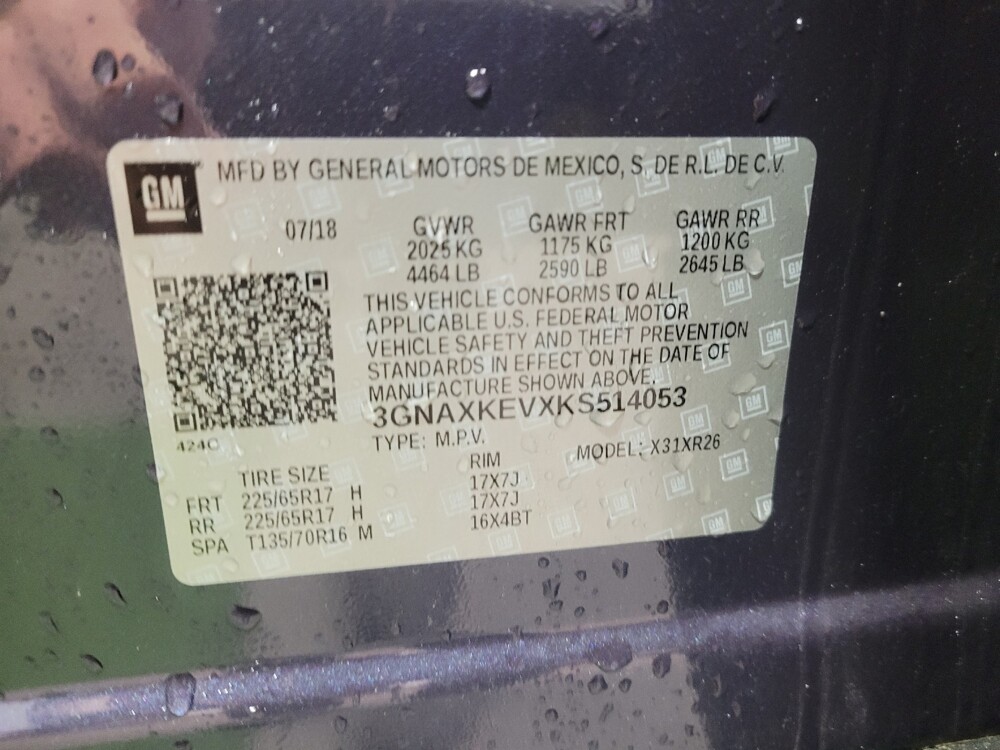 GM MFD BY GENERAL MOTORS DE MEXICO, S. DE R.L. DE C.V.
07/18 GVWR GAWR FRT GAWR RR
2025 KG 1175 KG 1200 KG
4464 LB 2590 LB 2645 LB
THIS VEHICLE CONFORMS TO ALL
APPLICABLE U.S. FEDERAL MOTOR
VEHICLE SAFETY AND THEFT PREVENTION
STANDARDS IN EFFECT ON THE DATE OF
MANUFACTURE SHOWN ABOVE.
3GNAXKEVXKS514053
424C TYPE: M.P.V. MODEL: X31XR26
TIRE SIZE RIM
FRT 225/65R17 H 17X7J
RR 225/65R17 H 17X7J
SPA T135/70R16 M 16X4BT